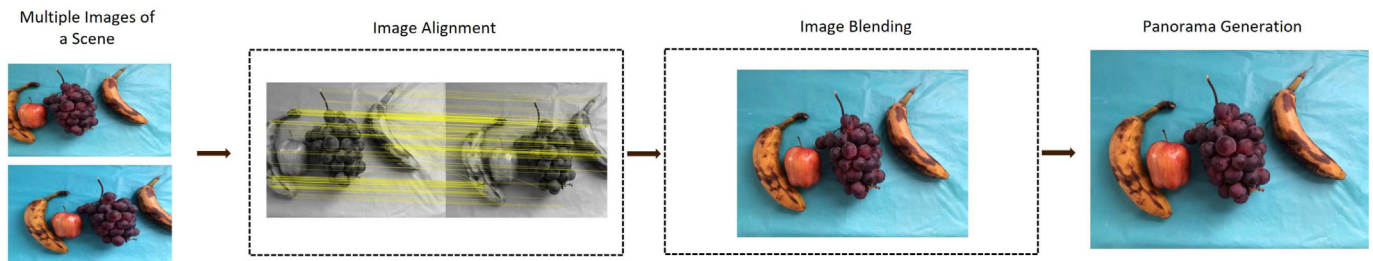 Multiple Images of
a Scene
Image Alignment
Image Blending
Panorama Generation